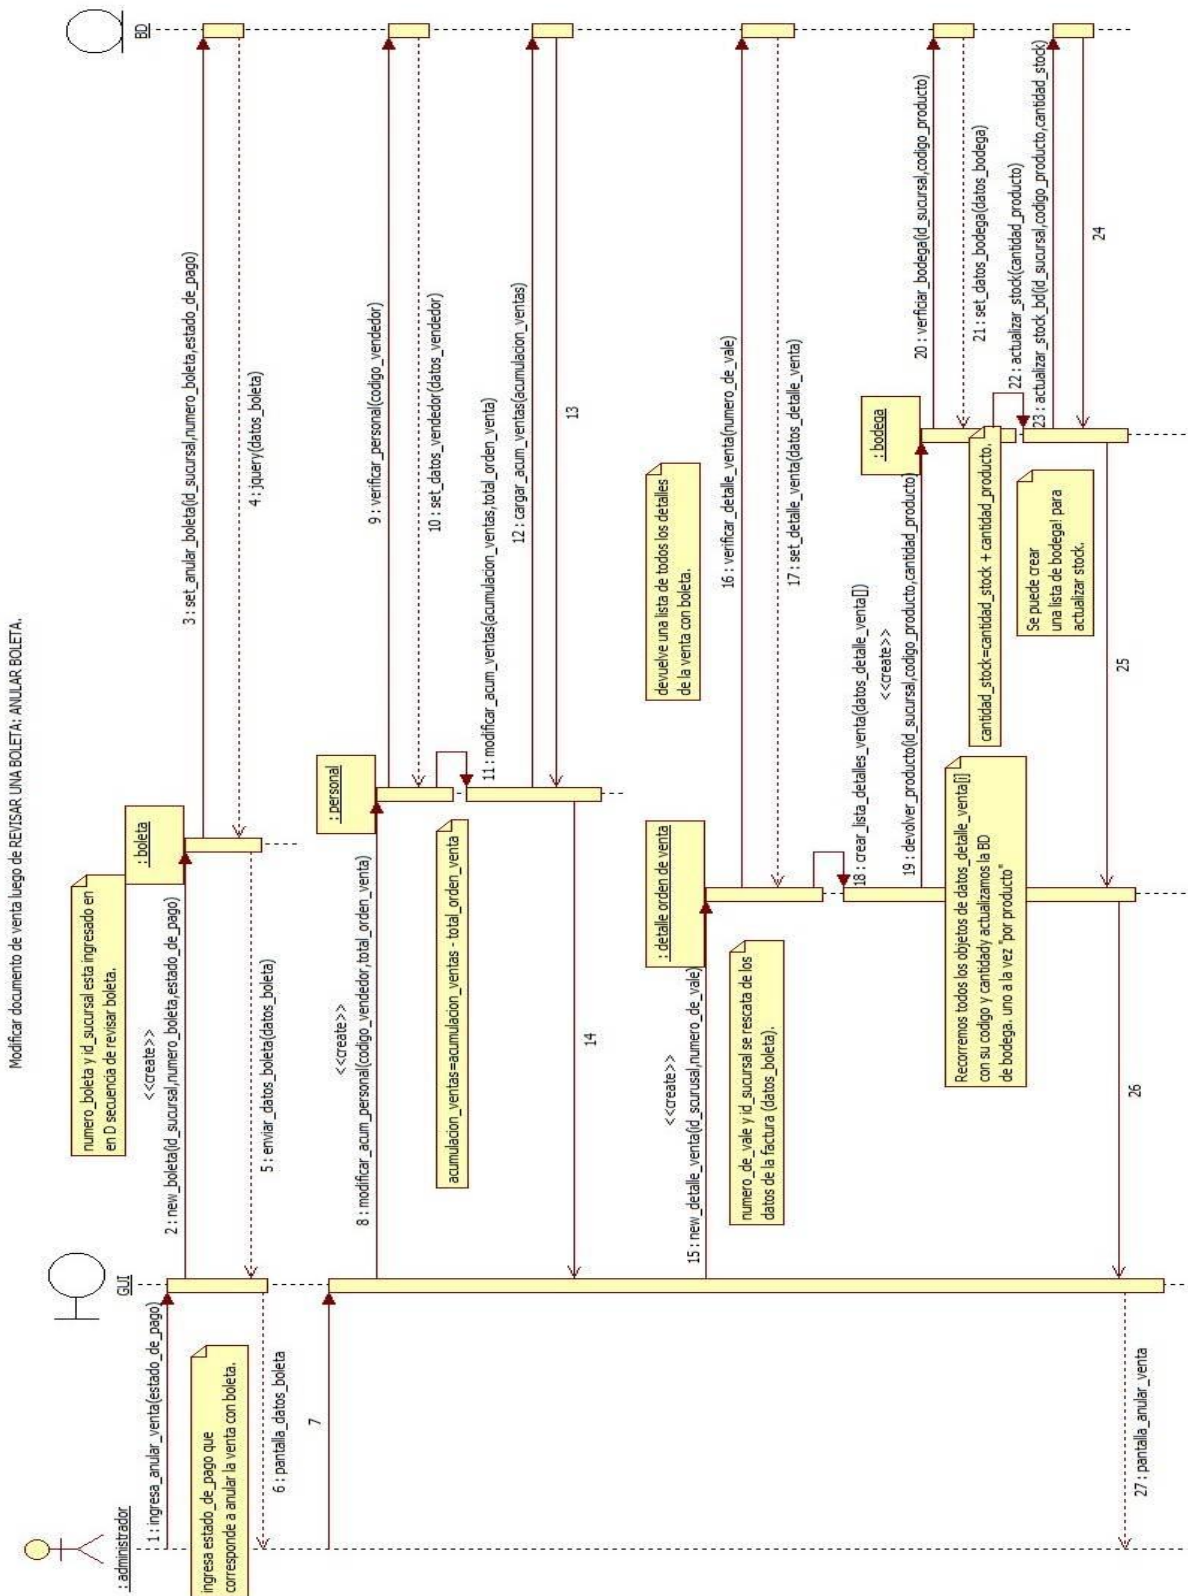 Modificar documento de venta luego de REVISAR UNA BOLETA: ANULAR BOLETA.
: administrador
GUI
BD
1 : ingresa_anular_venta(estado_de_pago)
ingresa estado_de_pago que
corresponde a anular la venta con boleta.
numero_boleta y id_sucursal esta ingresado en
en D secuencia de revisar boleta.
<<create>>
2 : new_boleta(id_sucursal,numero_boleta,estado_de_pago)
: boleta
3 : set_anular_boleta(id_sucursal,numero_boleta,estado_de_pago)
4 : jquery(datos_boleta)
5 : enviar_datos_boleta(datos_boleta)
6 : pantalla_datos_boleta
7
<<create>>
8 : modificar_acum_personal(codigo_vendedor,total_orden_venta)
: personal
9 : verificar_personal(codigo_vendedor)
10 : set_datos_vendedor(datos_vendedor)
11 : modificar_acum_ventas(acumulacion_ventas,total_orden_venta)
acumulacion_ventas=acumulacion_ventas - total_orden_venta
12 : cargar_acum_ventas(acumulacion_ventas)
13
14
<<create>>
15 : new_detalle_venta(id_scurusal,numero_de_vale)
: detalle orden de venta
numero_de_vale y id_sucursal se rescata de los
datos de la factura (datos_boleta).
devuelve una lista de todos los detalles
de la venta con boleta.
16 : verificar_detalle_venta(numero_de_vale)
17 : set_detalle_venta(datos_detalle_venta)
18 : crear_lista_detalles_venta(datos_detalle_venta[])
<<create>>
19 : devolver_producto(id_sucursal,codigo_producto,cantidad_producto)
: bodega
20 : verficiar_bodega(id_sucursal,codigo_producto)
21 : set_datos_bodega(datos_bodega)
22 : actualizar_stock(cantidad_producto)
cantidad_stock=cantidad_stock + cantidad_producto.
23 : actualizar_stock_bd(id_sucursal,codigo_producto,cantidad_stock)
Se puede crear
una lista de bodega! para
actualizar stock.
Recorremos todos los objetos de datos_detalle_venta[i]
con su codigo y cantidady actualizamos la BD
de bodega. uno a la vez "por producto"
24
25
26
27 : pantalla_anular_venta